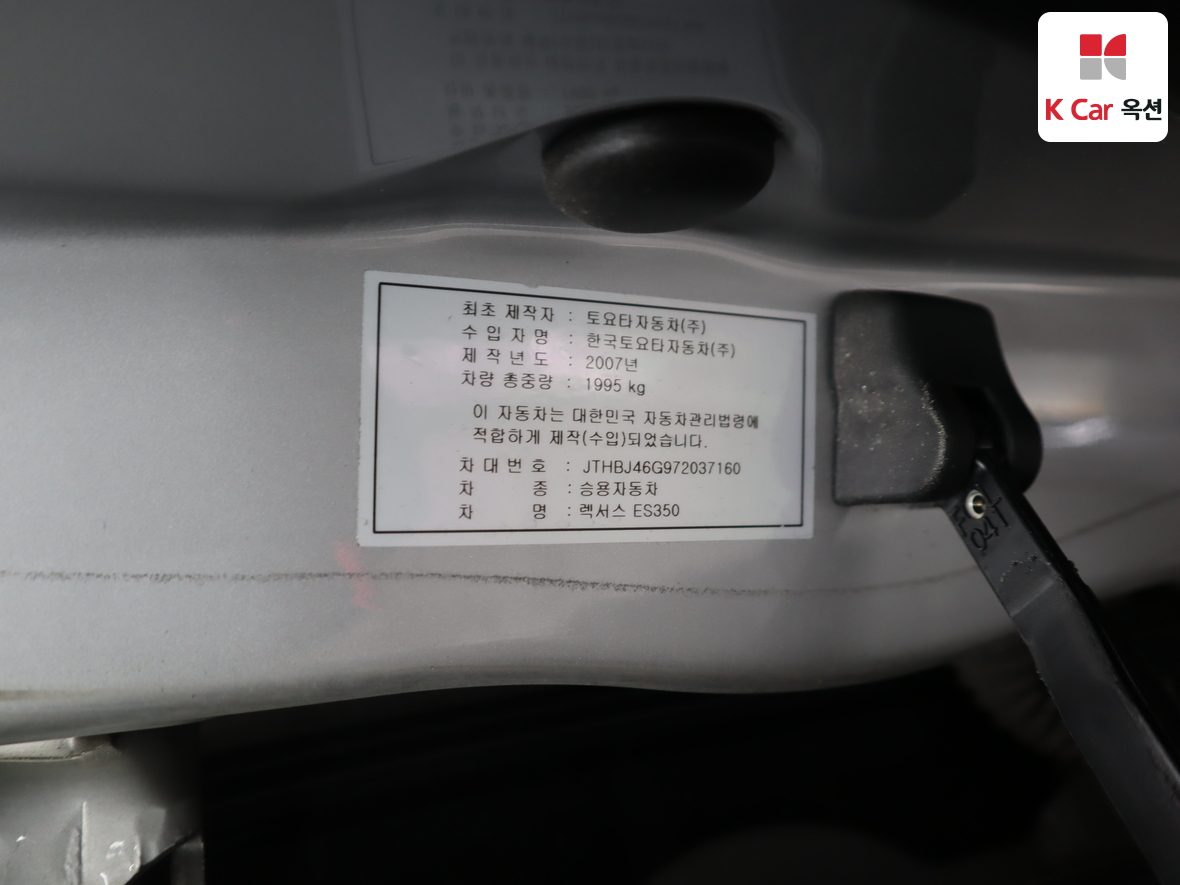 K Car 옥션
최초 제작자 : 토요타자동차(주)
수 입 자 명 : 한국토요타자동차(주)
제 작 년 도 : 2007년
차량 총중량 : 1995 kg
이 자동차는 대한민국 자동차관리법령에
적합하게 제작(수입)되었습니다.
차 대 번 호 : JTHBJ46G972037160
차 종 : 승용자동차
차 명 : 렉서스 ES350
94T